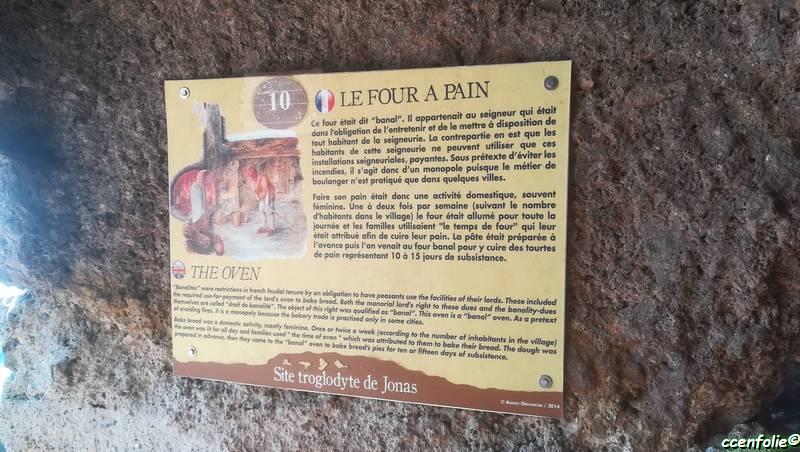 10
LE FOUR A PAIN
Ce four était dit "banal". Il appartenait au seigneur qui était
dans l'obligation de l'entretenir et de le mettre à disposition de
tout habitant de la seigneurie. La contrepartie en est que les
habitants de cette seigneurie ne peuvent utiliser que ces
installations seigneuriales, payantes. Sous prétexte d'éviter les
incendies, il s'agit donc d'un monopole puisque le métier de
boulanger n'est pratiqué que dans quelques villes.
Faire son pain était donc une activité domestique, souvent
féminine. Une à deux fois par semaine (suivant le nombre
d'habitants dans le village) le four était allumé pour toute la
journée et les familles utilisaient "le temps de four" qui leur
était attribué afin de cuire leur pain. La pâte était préparée à
l'avance puis l'on venait au four banal pour y cuire des tourtes
de pain représentant 10 à 15 jours de subsistance.
THE OVEN
"Banalités" were restrictions in french feudal tenure by an obligation to have peasants use the facilities of their lords. These included
the required use-for-payment of the lord's oven to bake bread. Both the manorial lord's right to these dues and the banality-dues
themselves are called "droit de banalité". The object of this right was qualified as "banal". This oven is a "banal" oven. As a pretext
of avoiding fires, it is a monopoly because the bakery trade is practised only in some cities.
Bake bread was a domestic activity, mostly feminine. Once or twice a week (according to the number of inhabitants in the village)
the oven was lit for all day and families used " the time of oven " which was attributed to them to bake their bread. The dough was
prepared in advance, then they came to the "banal" oven to bake bread's pies for ten or fifteen days of subsistence.
Site troglodyte de Jonas
ccenfolie©